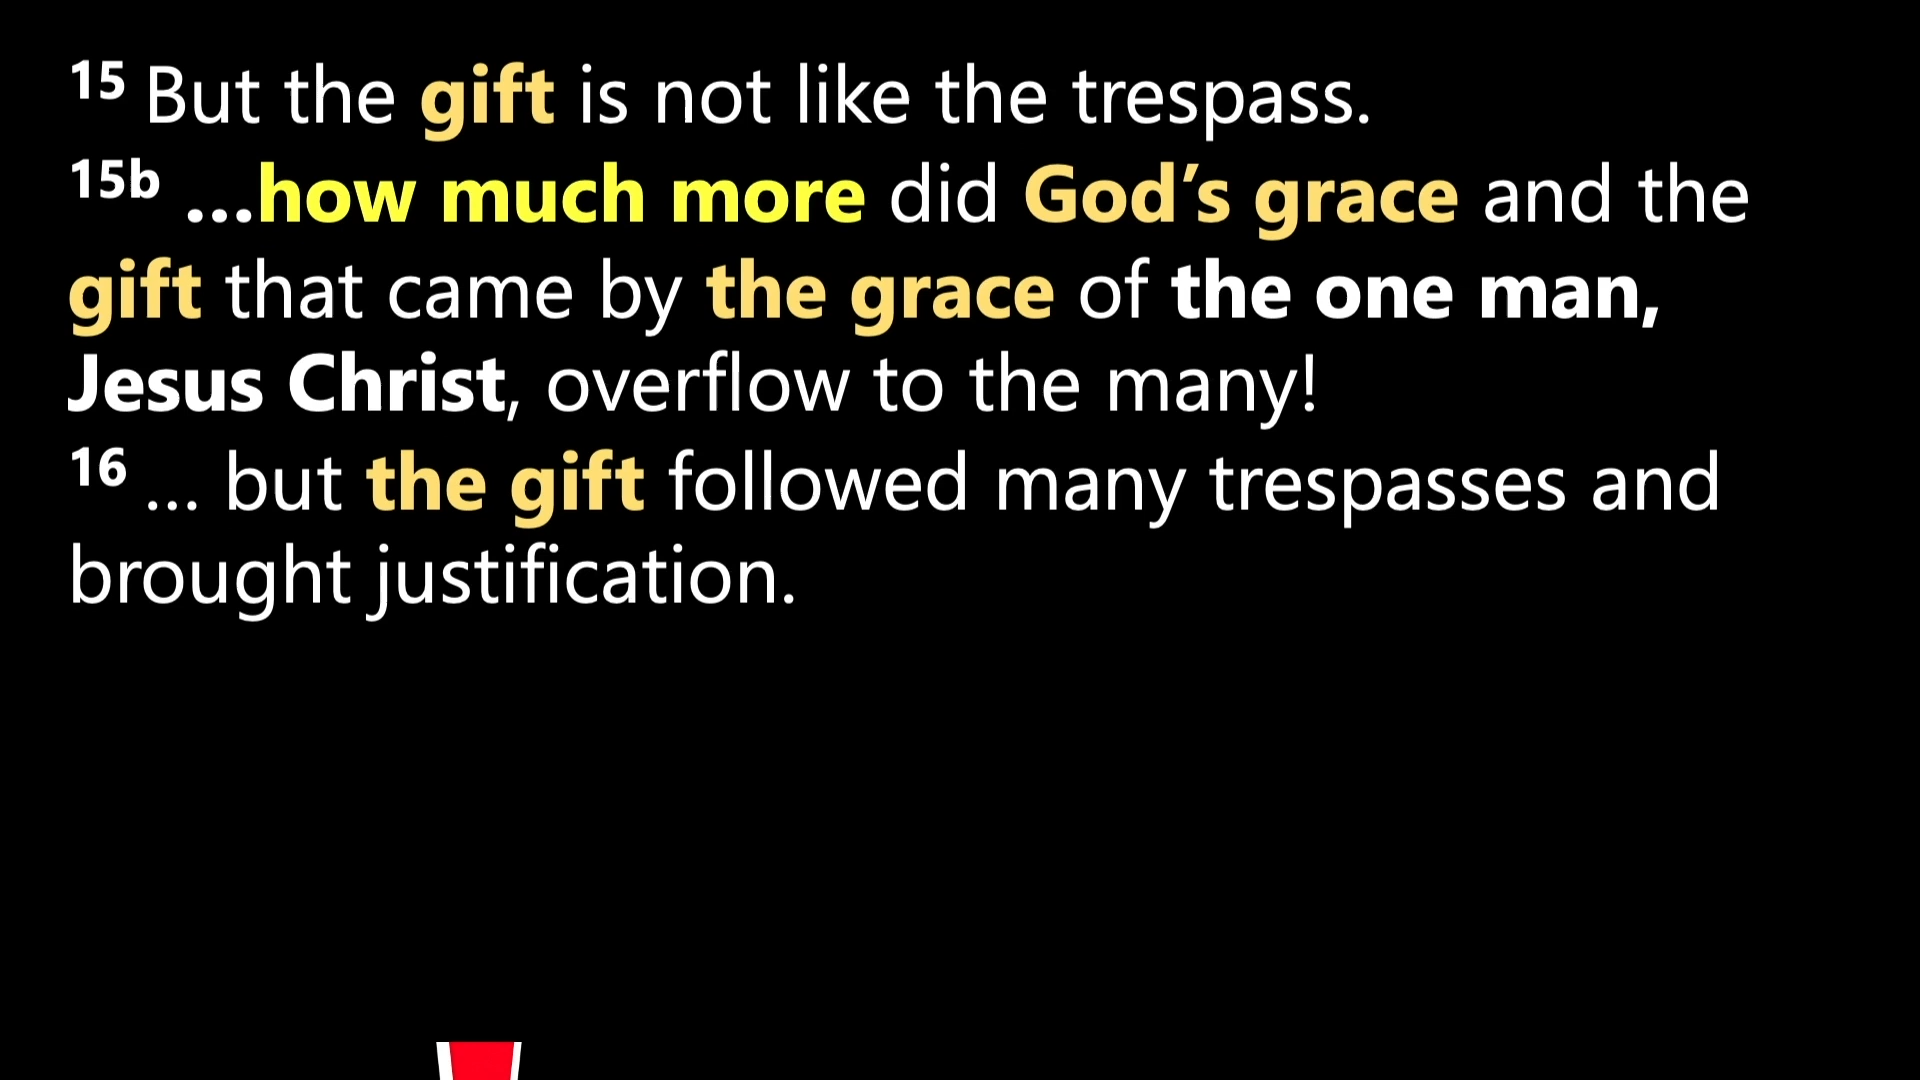 15 But the gift is not like the trespass.
15b ...how much more did God’s grace and the
gift that came by the grace of the one man,
Jesus Christ, overflow to the many!
16 ... but the gift followed many trespasses and
brought justification.